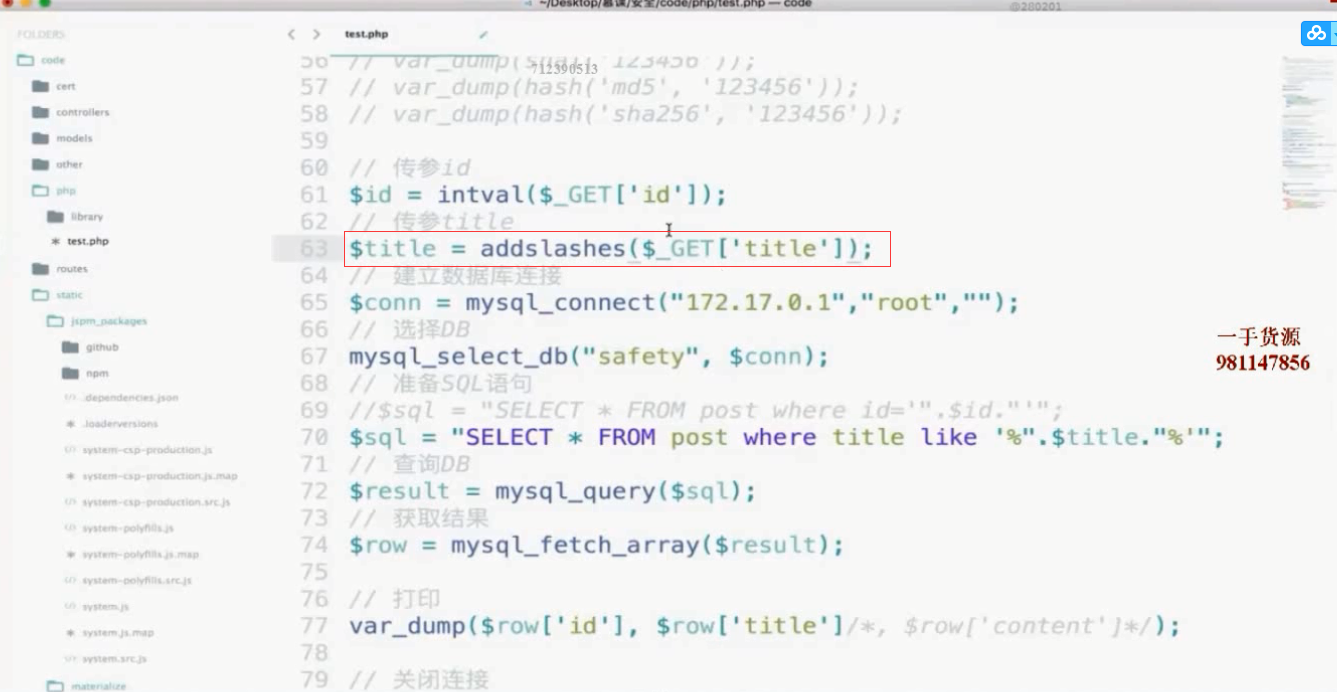 ~/Desktop/慕课/安全/code/php/test.php — code
@280201
FOLDERS
code
cert
controllers
models
other
php
library
test.php
routes
static
jspm_packages
github
npm
.dependencies.json
.loaderversions
system-csp-production.js
system-csp-production.js.map
system-csp-production.src.js
system-polyfills.js
system-polyfills.js.map
system-polyfills.src.js
system.js
system.js.map
system.src.js
materialize
test.php
712390513
56 // var_dump(sha1('123456'));
57 // var_dump(hash('md5', '123456'));
58 // var_dump(hash('sha256', '123456'));
59
60 // 传参id
61 $id = intval($_GET['id']);
62 // 传参title
63 $title = addslashes($_GET['title']);
64 // 建立数据库连接
65 $conn = mysql_connect("172.17.0.1","root","");
66 // 选择DB
67 mysql_select_db("safety", $conn);
68 // 准备SQL语句
69 //$sql = "SELECT * FROM post where id='".$id."'";
70 $sql = "SELECT * FROM post where title like '%".$title."%'";
71 // 查询DB
72 $result = mysql_query($sql);
73 // 获取结果
74 $row = mysql_fetch_array($result);
75
76 // 打印
77 var_dump($row['id'], $row['title']/*, $row['content']*/);
78
79 // 关闭连接
一手货源
981147856